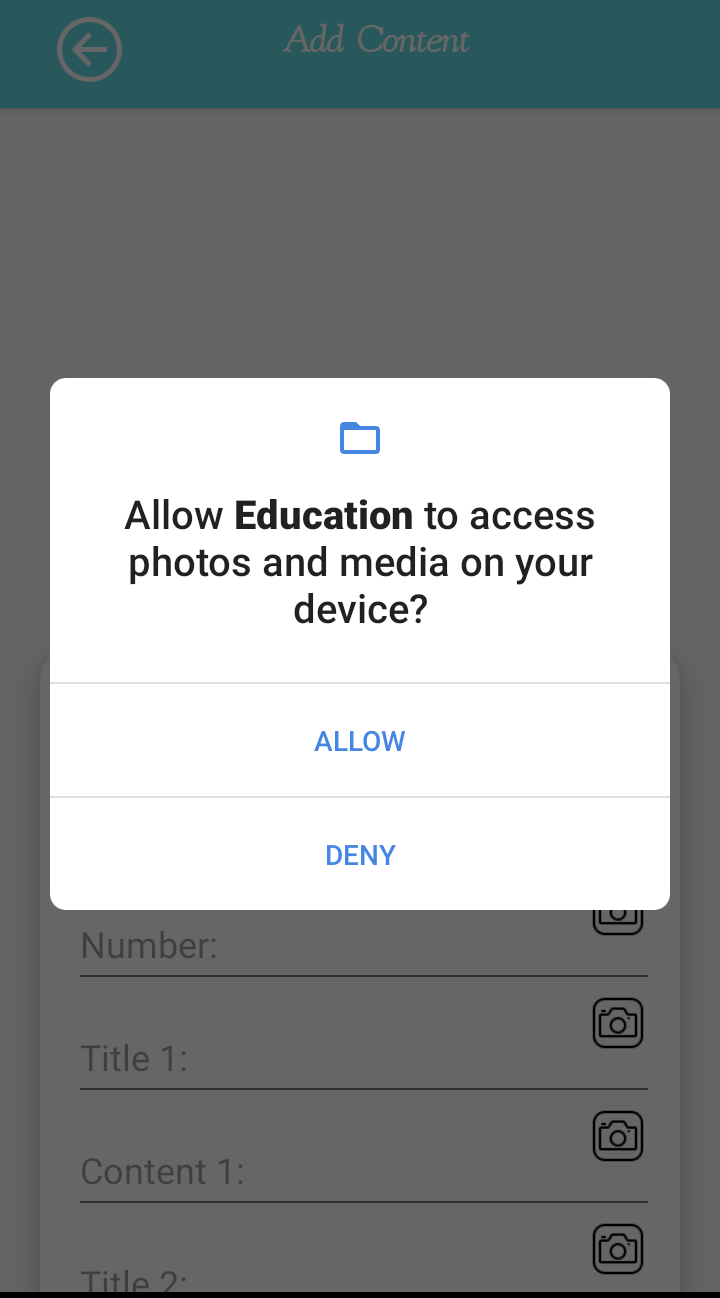 Add Content
Allow Education to access
photos and media on your
device?
ALLOW
DENY
Number:
Title 1:
Content 1:
Title 2: